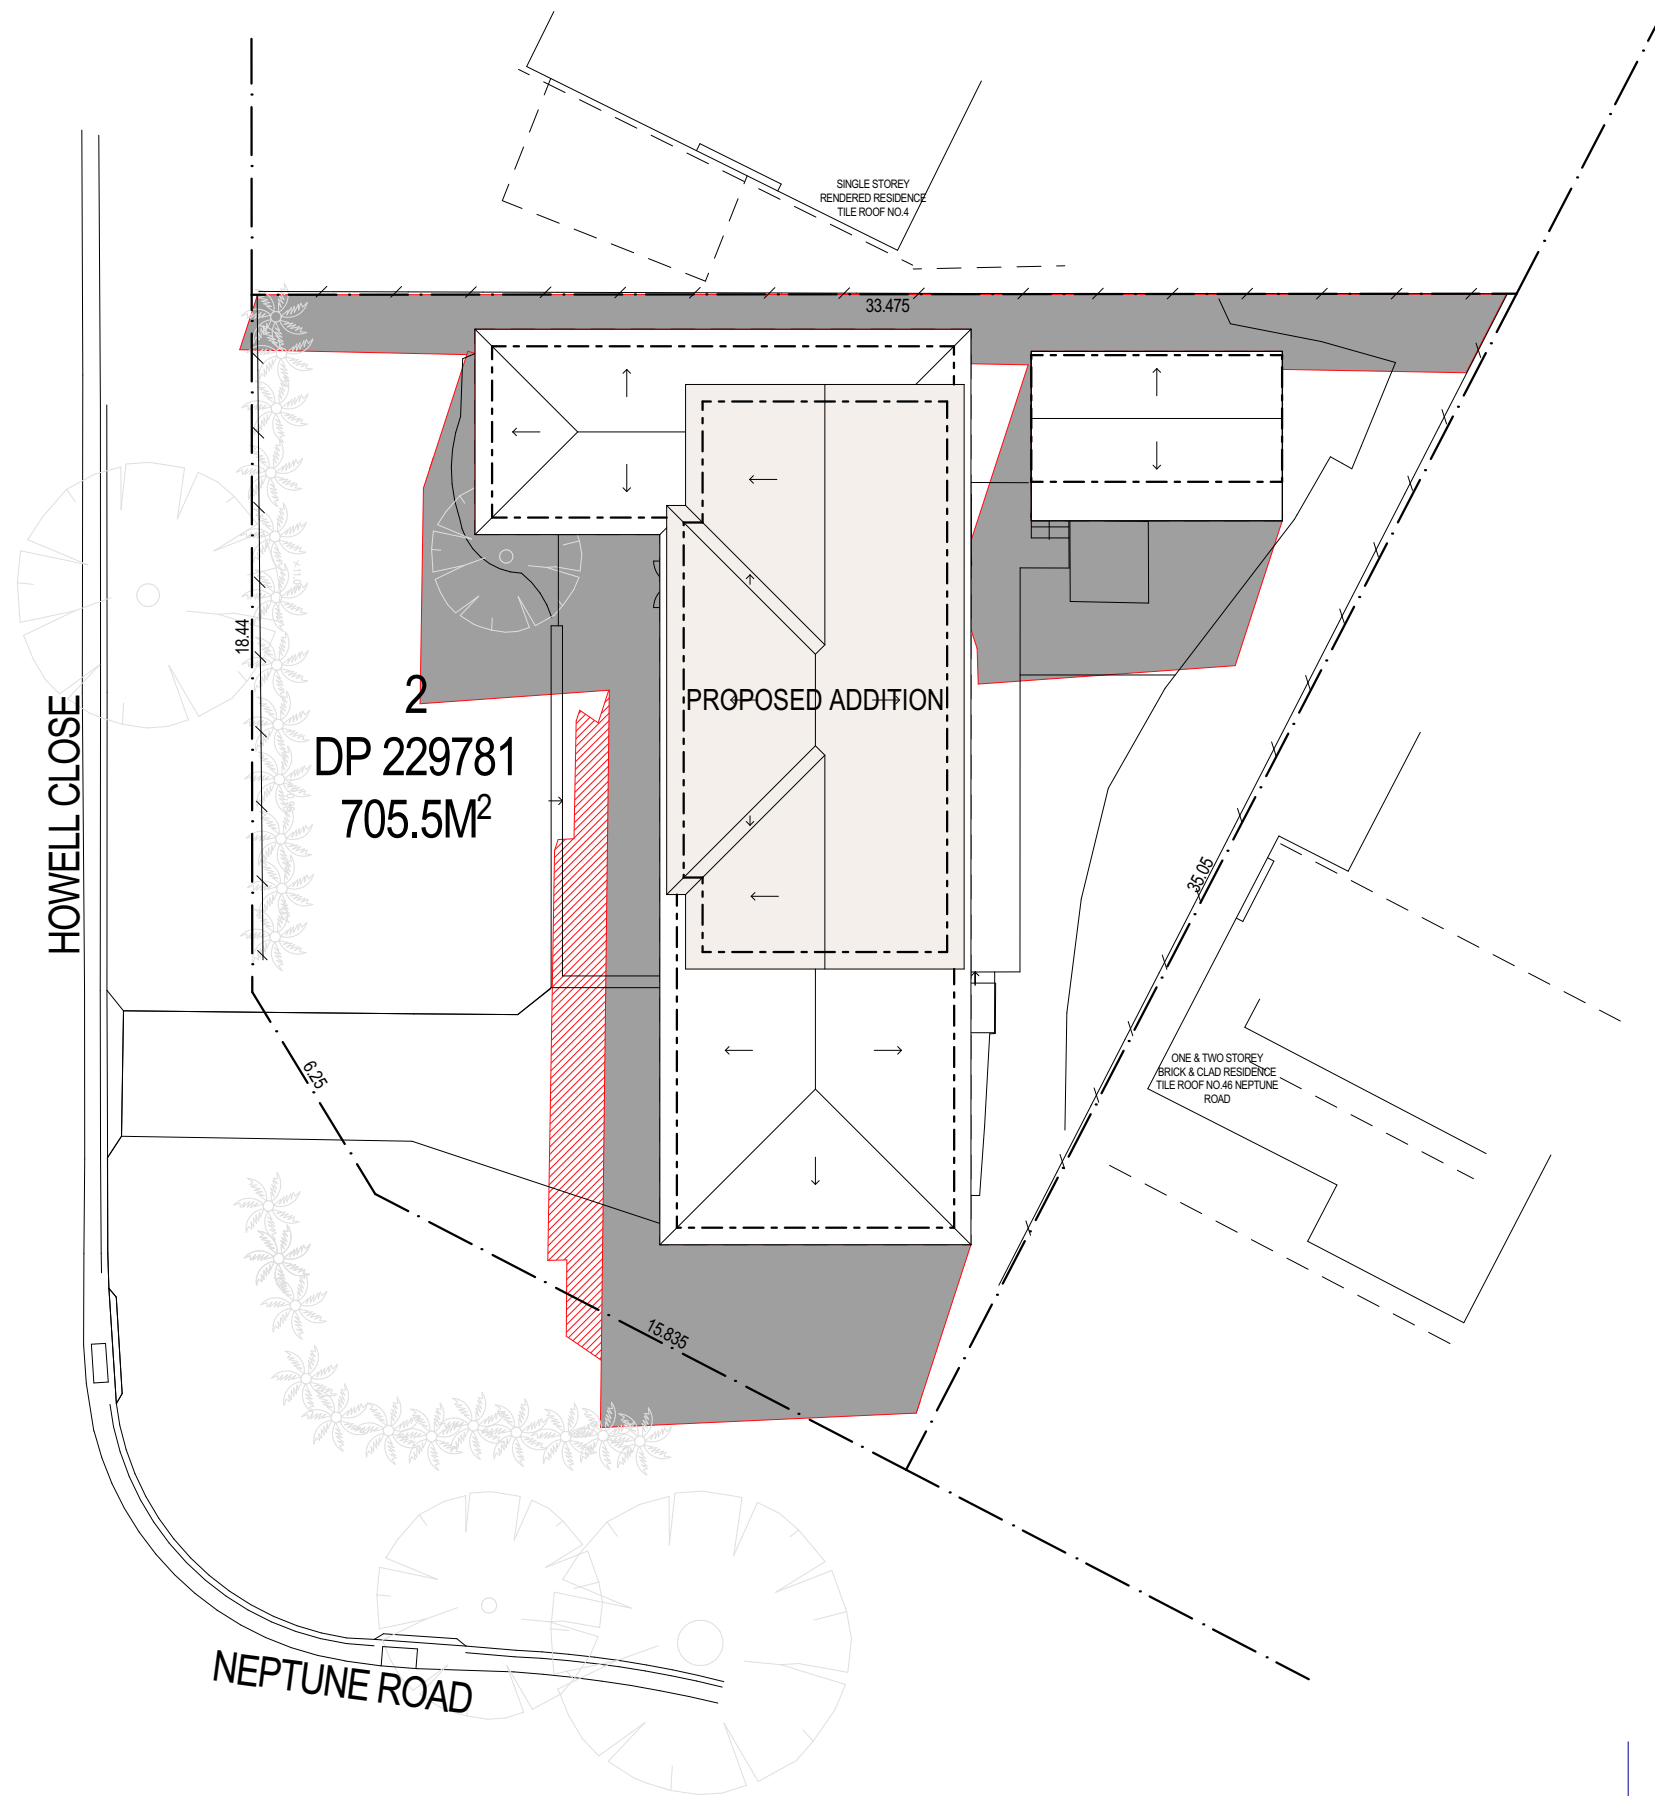 SINGLE STOREY
RENDERED RESIDENCE
TILE ROOF NO.4
33.475
18.44
2
DP 229781
705.5M²
PROPOSED ADDITION
HOWELL CLOSE
35.05
6.25
ONE & TWO STOREY
BRICK & CLAD RESIDENCE
TILE ROOF NO.46 NEPTUNE
ROAD
15.835
NEPTUNE ROAD